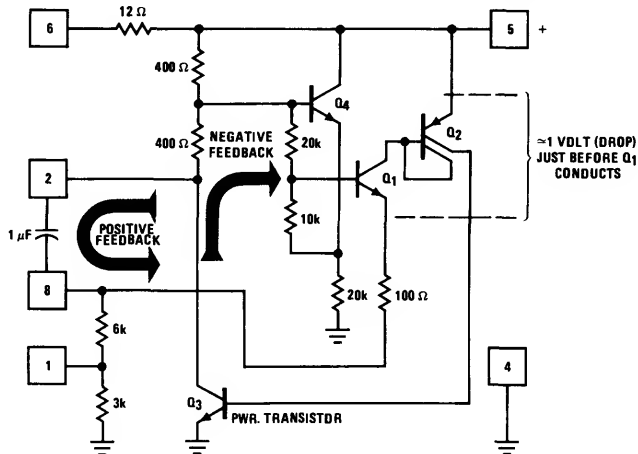 12 Ω
6
5
+
400 Ω
Q4
Q2
400 Ω
NEGATIVE
FEEDBACK
20k
≃1 VOLT (DROP)
JUST BEFORE Q1
CONDUCTS
2
Q1
1 μF
POSITIVE
FEEDBACK
10k
8
20k
100 Ω
6k
1
4
3k
Q3
PWR. TRANSISTDR